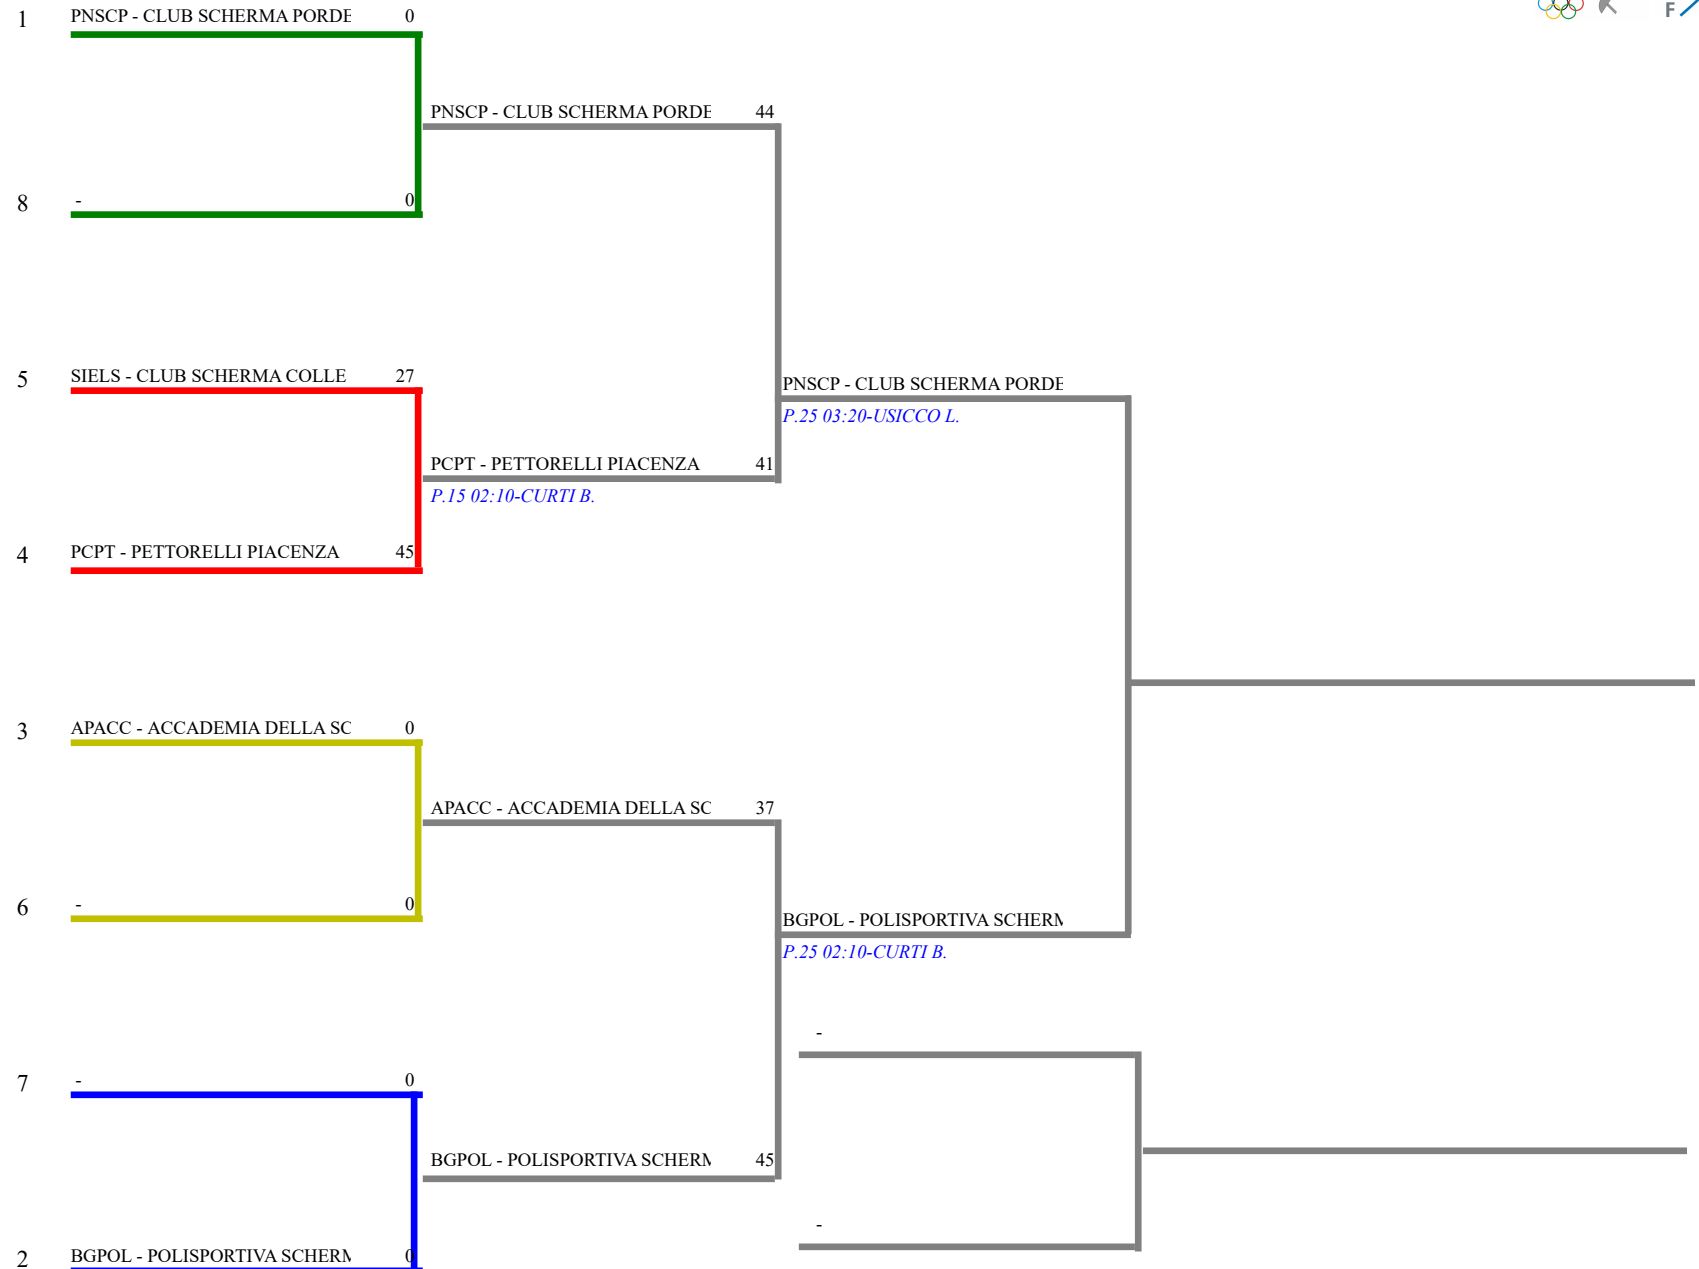 1 PNSCP - CLUB SCHERMA PORDE 0
F
PNSCP - CLUB SCHERMA PORDE 44
8 - 0
5 SIELS - CLUB SCHERMA COLLE 27
PNSCP - CLUB SCHERMA PORDE
P.25 03:20-USICCO L.
PCPT - PETTORELLI PIACENZA 41
P.15 02:10-CURTI B.
4 PCPT - PETTORELLI PIACENZA 45
3 APACC - ACCADEMIA DELLA SC 0
APACC - ACCADEMIA DELLA SC 37
6 - 0
BGPOL - POLISPORTIVA SCHERM
P.25 02:10-CURTI B.
-
7 - 0
BGPOL - POLISPORTIVA SCHERM 45
-
2 BGPOL - POLISPORTIVA SCHERM 0